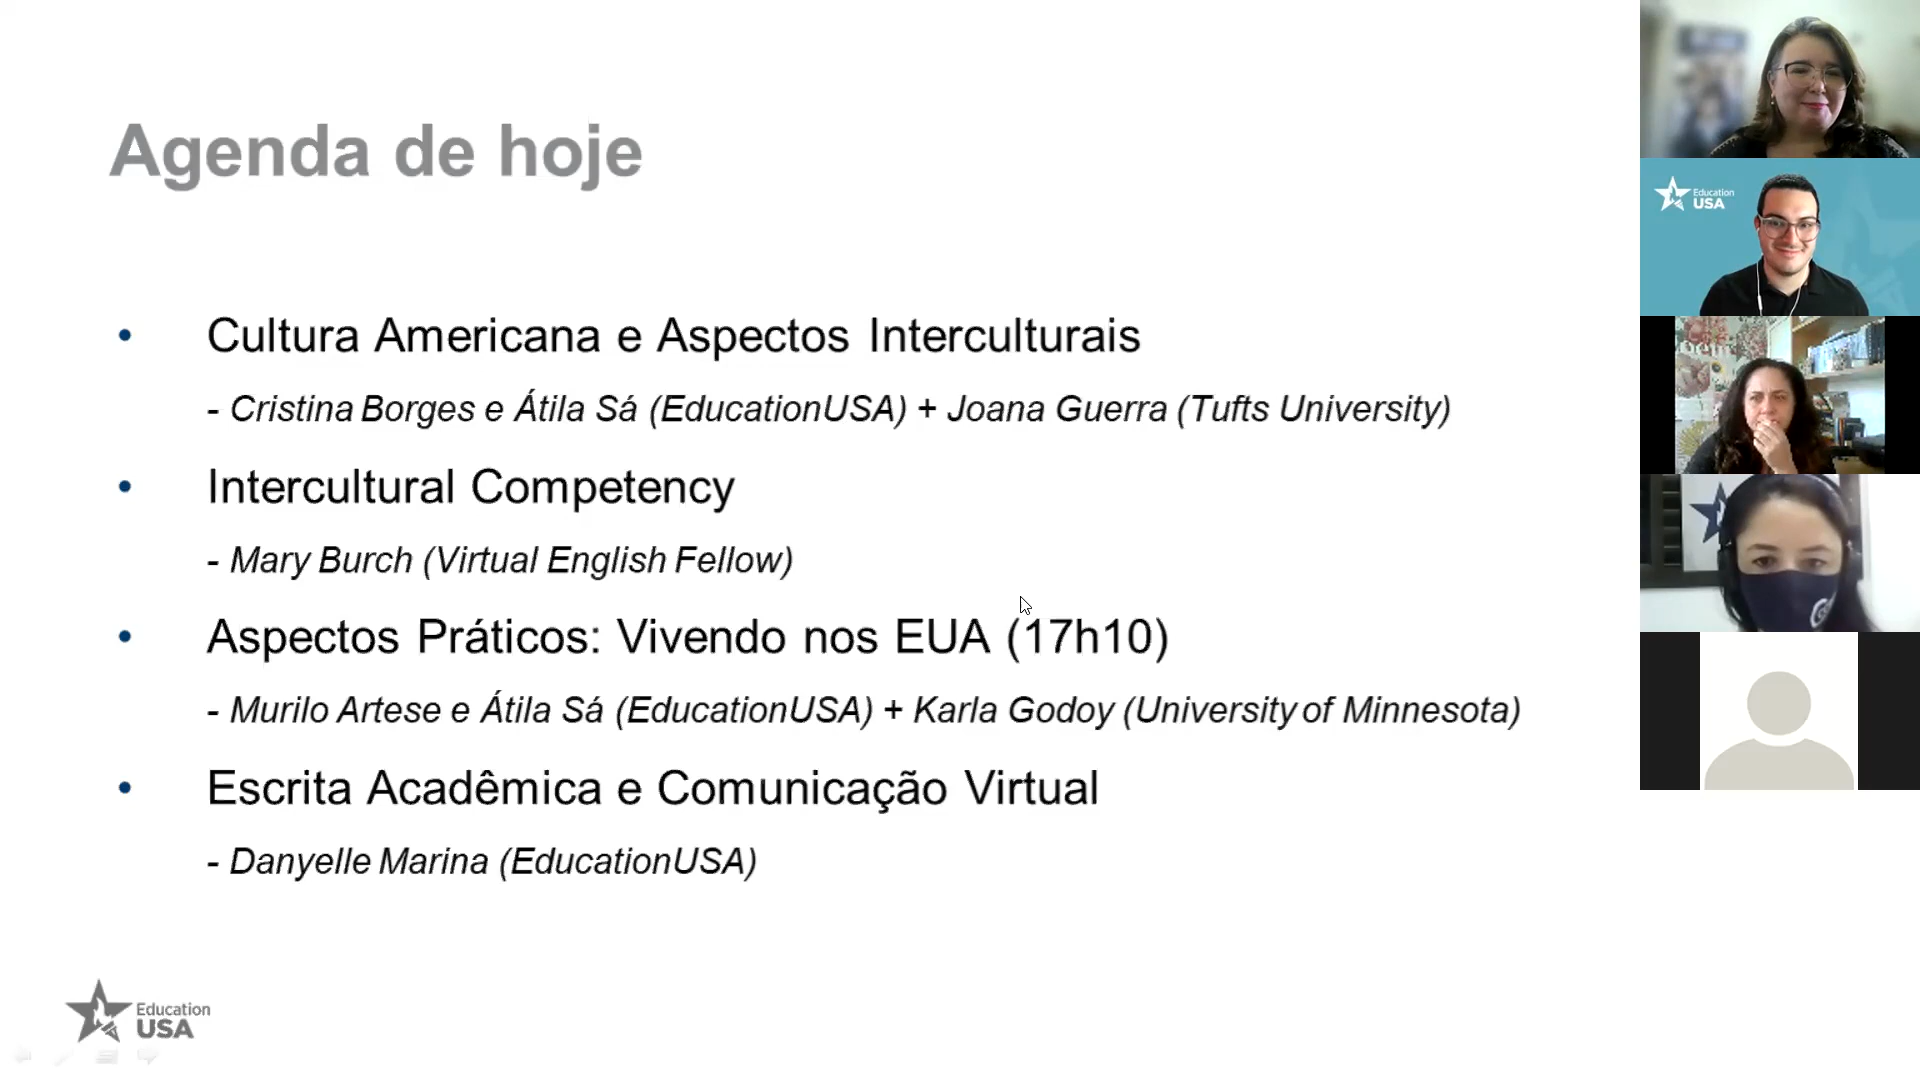 Agenda de hoje
• Cultura Americana e Aspectos Interculturais
- Cristina Borges e Átila Sá (EducationUSA) + Joana Guerra (Tufts University)
• Intercultural Competency
- Mary Burch (Virtual English Fellow)
• Aspectos Práticos: Vivendo nos EUA (17h10)
- Murilo Artese e Átila Sá (EducationUSA) + Karla Godoy (University of Minnesota)
• Escrita Acadêmica e Comunicação Virtual
- Danyelle Marina (EducationUSA)
Education
USA
Education
USA